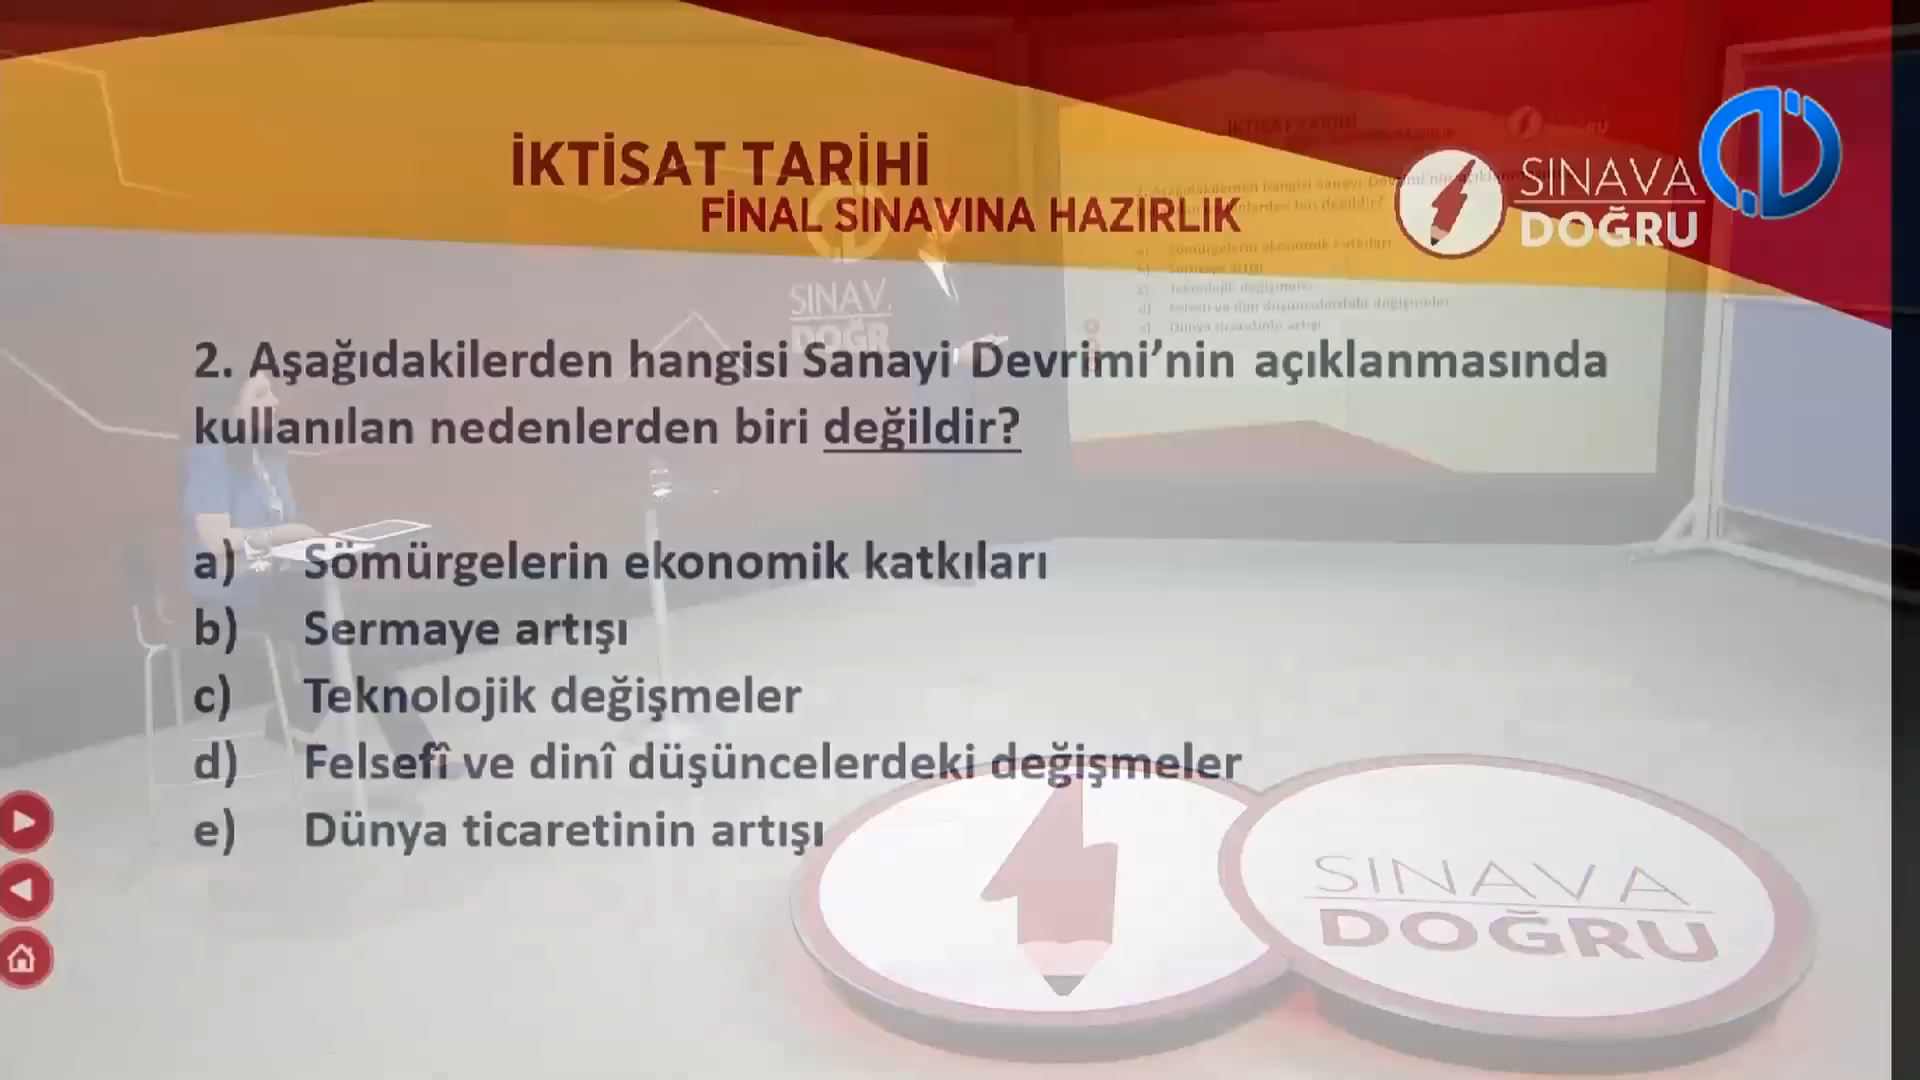 İKTİSAT TARİHİ
FİNAL SINAVINA HAZIRLIK
SINAVA
DOĞRU
2. Aşağıdakilerden hangisi Sanayi Devrimi’nin açıklanmasında
kullanılan nedenlerden biri değildir?
a) Sömürgelerin ekonomik katkıları
b) Sermaye artışı
c) Teknolojik değişmeler
d) Felsefî ve dinî düşüncelerdeki değişmeler
e) Dünya ticaretinin artışı
SINAV
DOĞR
SINAVA
DOĞRU